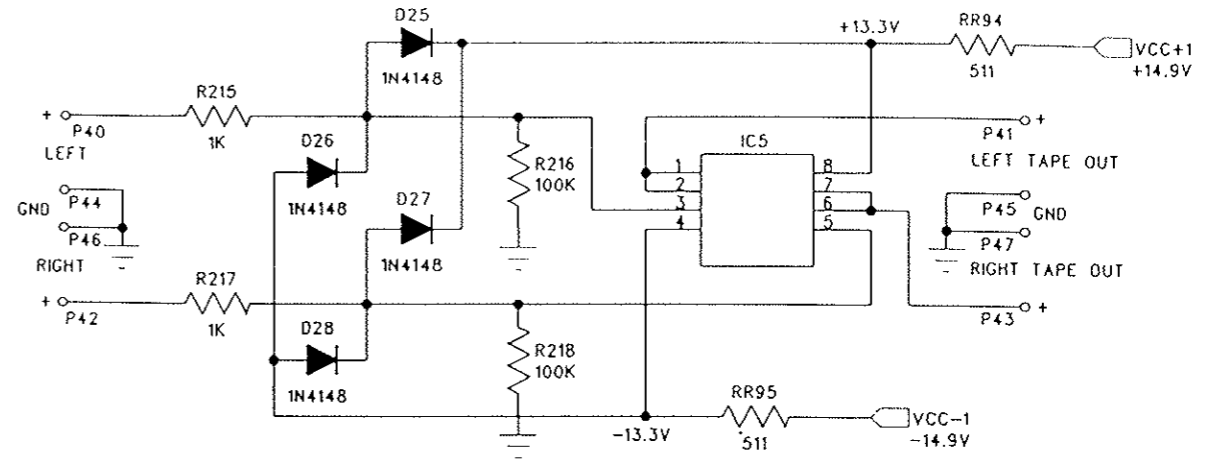 D25
1N4148
+13.3V
RR94
511
VCC+1
+14.9V
R215
1K
+ P40
LEFT
D26
1N4148
R216
100K
IC5
1
2
3
4
8
7
6
5
P41 +
LEFT TAPE OUT
P44
GND
P46
D27
1N4148
P45
GND
P47
RIGHT
RIGHT TAPE OUT
+ P42
R217
1K
P43 +
D28
1N4148
R218
100K
-13.3V
RR95
511
VCC-1
-14.9V